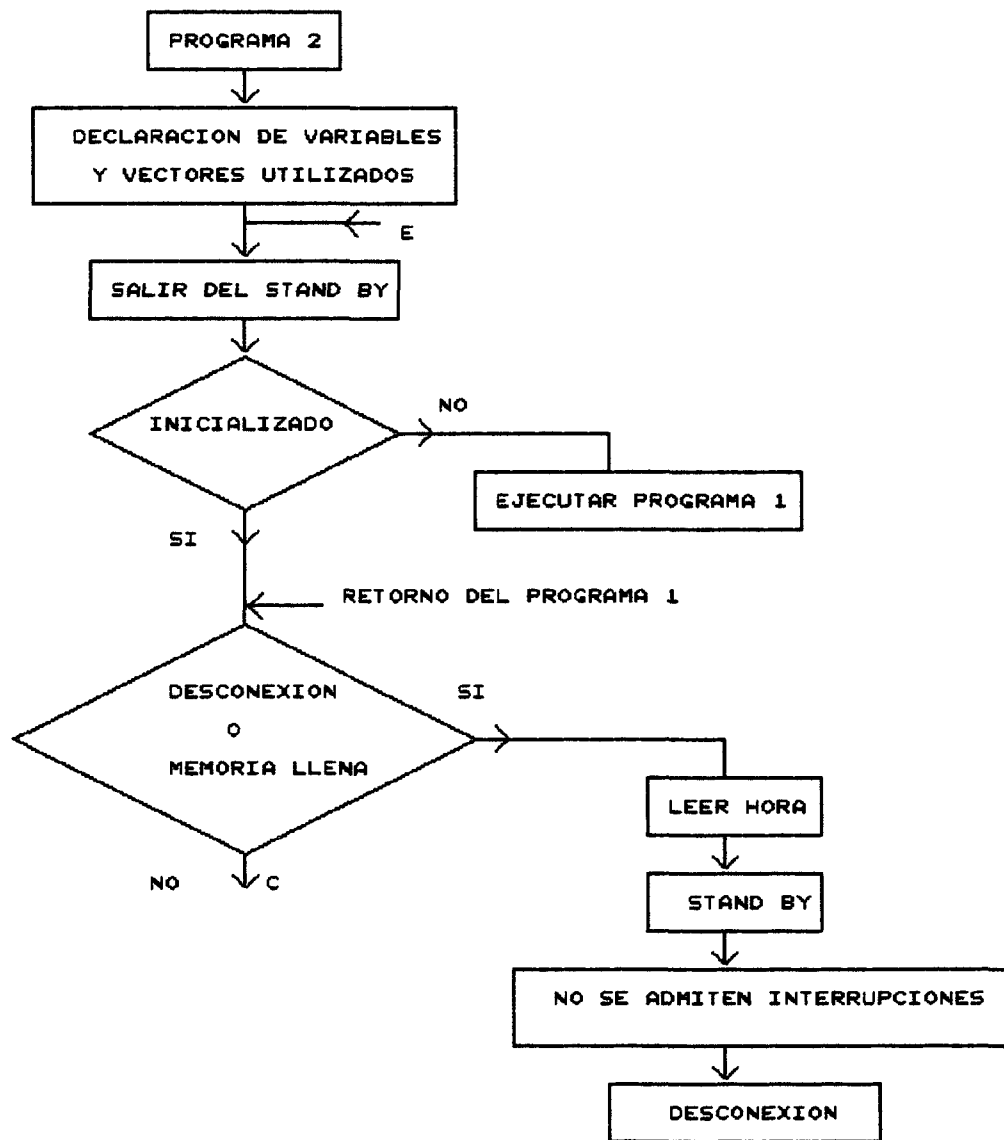 PROGRAMA 2
DECLARACION DE VARIABLES
Y VECTORES UTILIZADOS
E
SALIR DEL STAND BY
INICIALIZADO
NO
EJECUTAR PROGRAMA 1
SI
RETORNO DEL PROGRAMA 1
DESCONEXION
O
MEMORIA LLENA
SI
LEER HORA
NO
C
STAND BY
NO SE ADMITEN INTERRUPCIONES
DESCONEXION